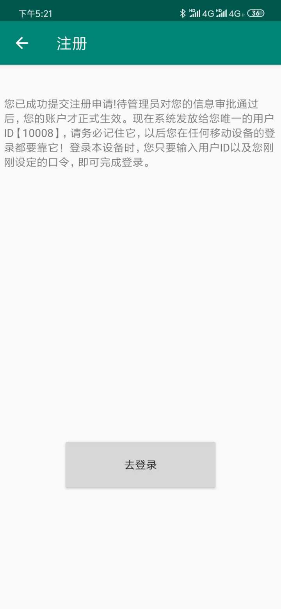 下午5:21
4G 4G 36
注册
您已成功提交注册申请!待管理员对您的信息审批通过
后，您的账户才正式生效。现在系统发放给您唯一的用户
ID【10008】，请务必记住它，以后您在任何移动设备的登
录都要靠它！登录本设备时，您只要输入用户ID以及您刚
刚设定的口令，即可完成登录。
去登录